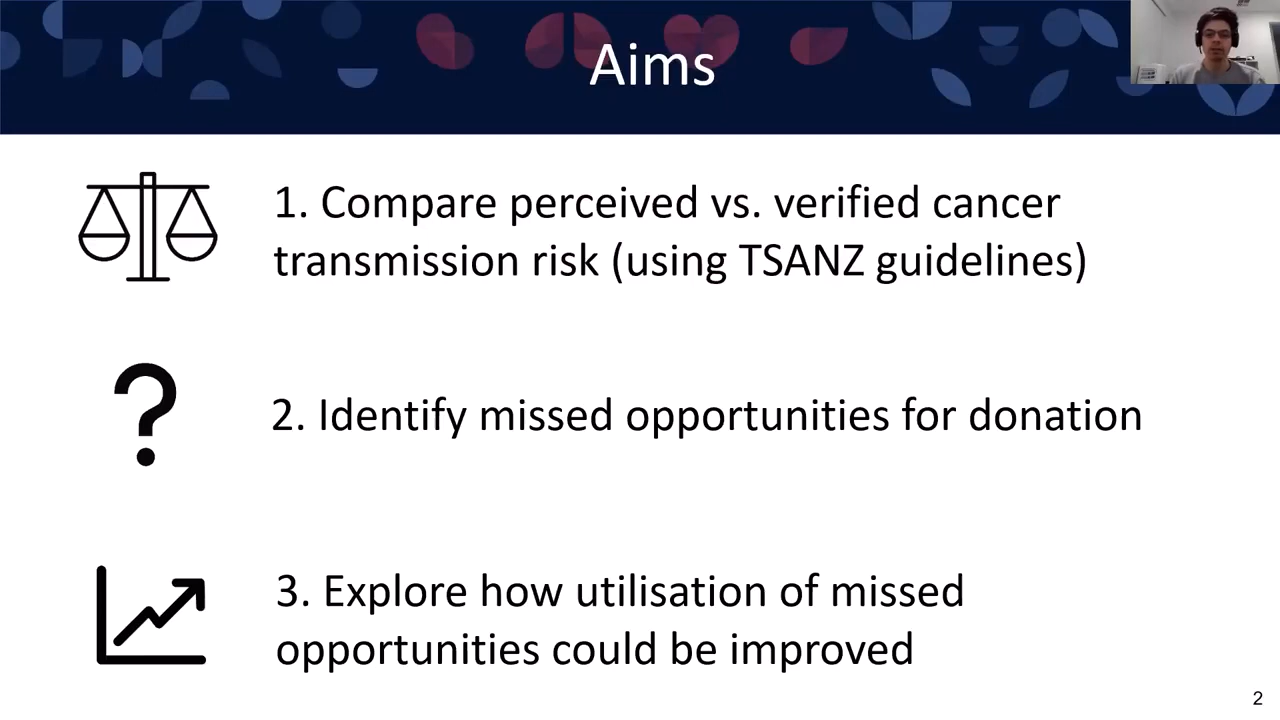 Aims
1. Compare perceived vs. verified cancer
transmission risk (using TSANZ guidelines)
2. Identify missed opportunities for donation
3. Explore how utilisation of missed
opportunities could be improved
2